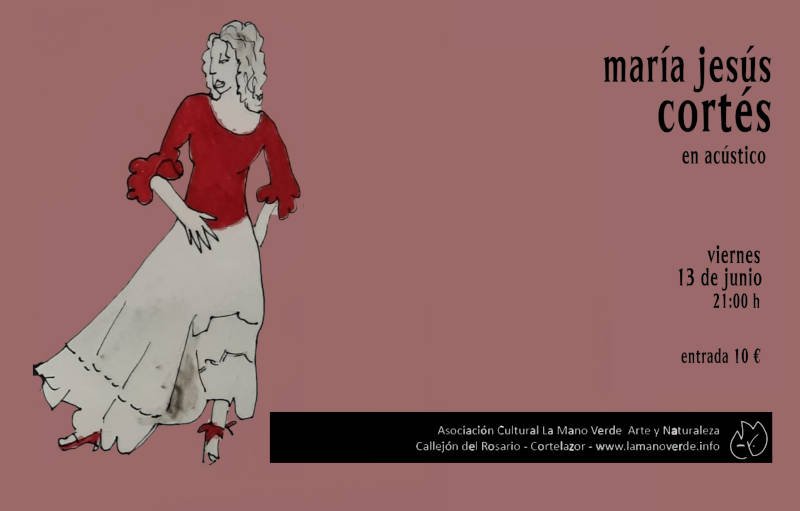 maría jesús
cortés
en acústico
viernes
13 de junio
21:00 h
entrada 10 €
Asociación Cultural La Mano Verde Arte y Naturaleza
Callejón del Rosario - Cortelazor - www.lamanoverde.info